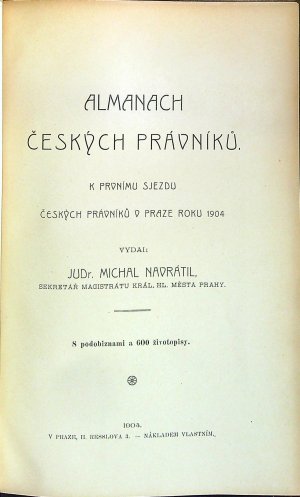 ALMANACH
ČESKÝCH PRÁVNÍKŮ.
K PRVNÍMU SJEZDU
ČESKÝCH PRÁVNÍKŮ V PRAZE ROKU 1904
VYDAL:
JUDr. MICHAL NAVRÁTIL,
SEKRETÁŘ MAGISTRÁTU KRÁL. HL. MĚSTA PRAHY.
S podobiznami a 600 životopisy.
1904.
V PRAZE, II. RESSLOVA 3. — NÁKLADEM VLASTNÍM.